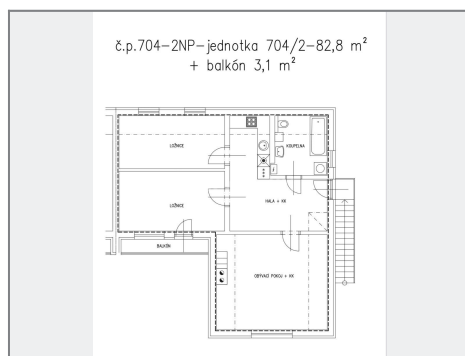 č.p.704-2NP-jednotka 704/2-82,8 m²
+ balkón 3,1 m²
LOŽNICE
KOUPELNA
LOŽNICE
HALA + KK
BALKÓN
OBÝVACÍ POKOJ + KK